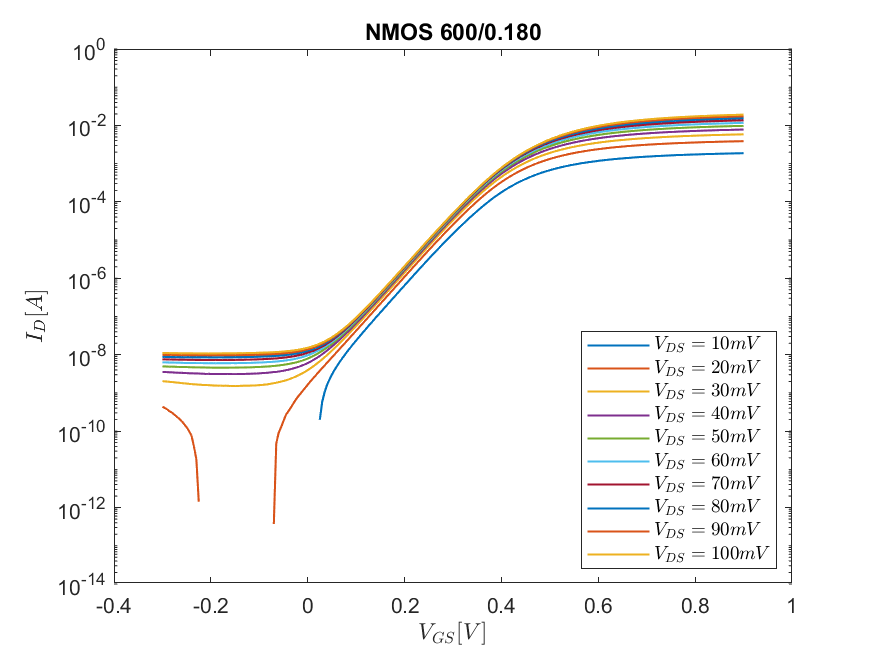 NMOS 600/0.180
10^0
10^-2
10^-4
10^-6
10^-8
10^-10
10^-12
10^-14
I_D[A]
V_DS = 10mV
V_DS = 20mV
V_DS = 30mV
V_DS = 40mV
V_DS = 50mV
V_DS = 60mV
V_DS = 70mV
V_DS = 80mV
V_DS = 90mV
V_DS = 100mV
-0.4 -0.2 0 0.2 0.4 0.6 0.8 1
V_GS[V]